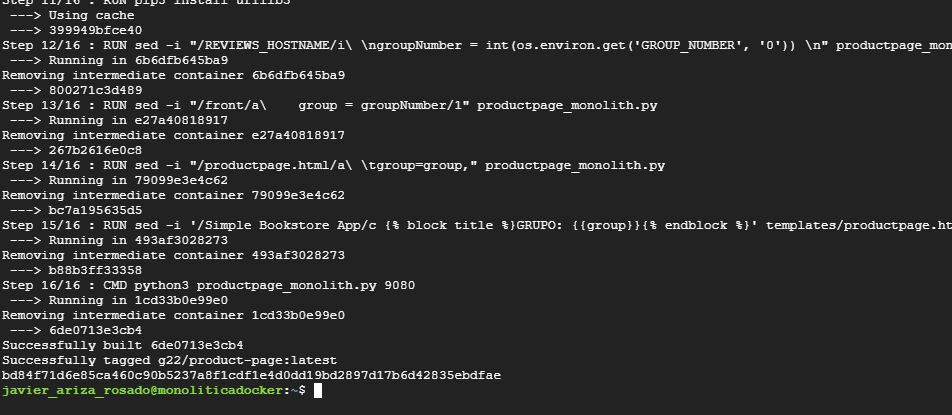 Step 11/16 : RUN pip3 install urllib3
---> Using cache
---> 399949bfce40
Step 12/16 : RUN sed -i "/REVIEWS_HOSTNAME/i\ \ngroupNumber = int(os.environ.get('GROUP_NUMBER', '0')) \n" productpage_mon
---> Running in 6b6dfb645ba9
Removing intermediate container 6b6dfb645ba9
---> 800271c3d489
Step 13/16 : RUN sed -i "/front/a\    group = groupNumber/1" productpage_monolith.py
---> Running in e27a40818917
Removing intermediate container e27a40818917
---> 267b2616e0c8
Step 14/16 : RUN sed -i "/productpage.html/a\ \tgroup=group," productpage_monolith.py
---> Running in 79099e3e4c62
Removing intermediate container 79099e3e4c62
---> bc7a195635d5
Step 15/16 : RUN sed -i '/Simple Bookstore App/c {% block title %}GRUPO: {{group}}{% endblock %}' templates/productpage.ht
---> Running in 493af3028273
Removing intermediate container 493af3028273
---> b88b3ff33358
Step 16/16 : CMD python3 productpage_monolith.py 9080
---> Running in 1cd33b0e99e0
Removing intermediate container 1cd33b0e99e0
---> 6de0713e3cb4
Successfully built 6de0713e3cb4
Successfully tagged g22/product-page:latest
bd84f71d6e85ca460c90b5237a8f1cdf1e4d0dd19bd2897d17b6d42835ebdfae
javier_ariza_rosado@monoliticadocker:~$